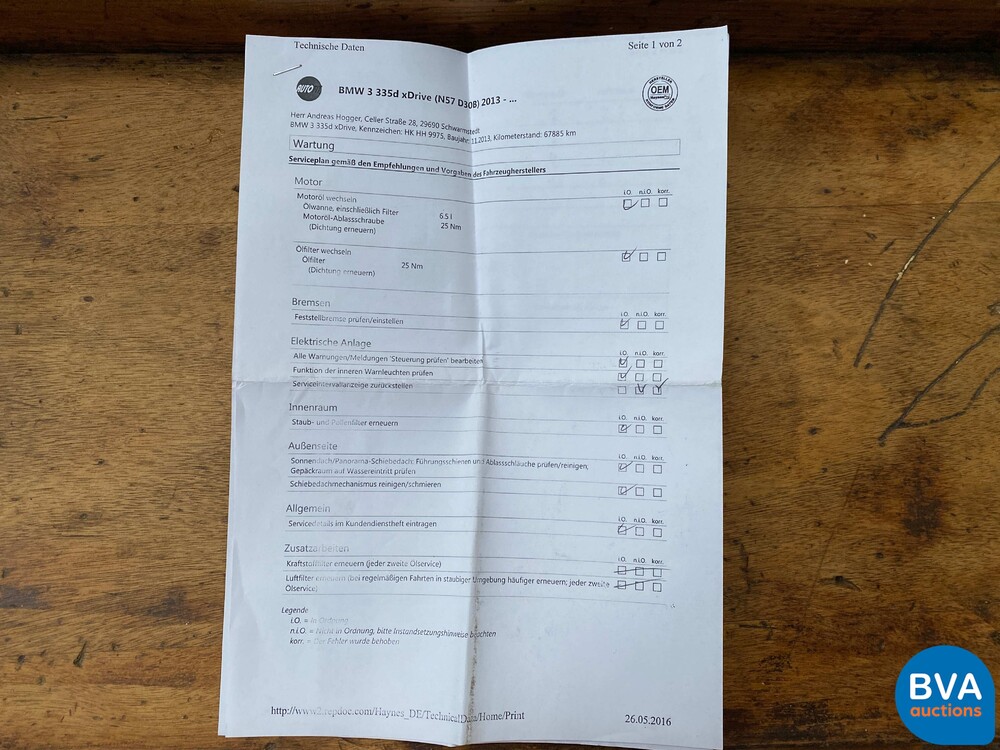 Technische Daten
Seite 1 von 2
AUTO
BMW 3 335d xDrive (N57 D30B) 2013 - ...
HERSTELLER
OEM
Herr Andreas Hogger, Celler Straße 28, 29690 Schwarmstedt
BMW 3 335d xDrive, Kennzeichen: HK HH 9975, Baujahr: 11.2013, Kilometerstand: 67885 km
Wartung
Serviceplan gemäß den Empfehlungen und Vorgaben des Fahrzeugherstellers
Motor
i.O. n.i.O. korr.
Motoröl wechseln
Ölwanne, einschließlich Filter 6.5 l
Motoröl-Ablassschraube 25 Nm
(Dichtung erneuern)
Ölfilter wechseln
Ölfilter 25 Nm
(Dichtung erneuern)
Bremsen
i.O. n.i.O. korr.
Feststellbremse prüfen/einstellen
Elektrische Anlage
i.O. n.i.O. korr.
Alle Warnungen/Meldungen 'Steuerung prüfen' bearbeiten
Funktion der inneren Warnleuchten prüfen
Serviceintervallanzeige zurückstellen
Innenraum
i.O. n.i.O. korr.
Staub- und Pollenfilter erneuern
Außenseite
i.O. n.i.O. korr.
Sonnendach/Panorama-Schiebedach: Führungsschienen und Ablassschläuche prüfen/reinigen,
Gepäckraum auf Wassereintritt prüfen
Schiebedachmechanismus reinigen/schmieren
Allgemein
i.O. n.i.O. korr.
Servicedetails im Kundendienstheft eintragen
Zusatzarbeiten
i.O. n.i.O. korr.
Kraftstofffilter erneuern (jeder zweite Ölservice)
Luftfilter erneuern (bei regelmäßigen Fahrten in staubiger Umgebung häufiger erneuern; jeder zweite
Ölservice)
Legende
i.O. = In Ordnung
n.i.O. = Nicht in Ordnung, bitte Instandsetzungshinweise beachten
korr. = Der Fehler wurde behoben
http://www2.repdoc.com/Haynes_DE/TechnicalData/Home/Print
26.05.2016
BVA
auctions